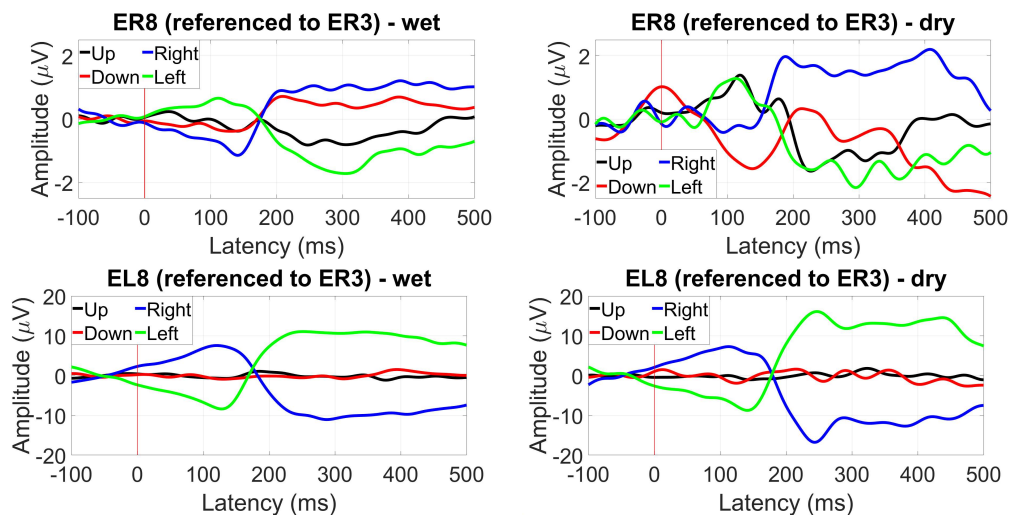 ER8 (referenced to ER3) - wet
Amplitude (μV)
2
0
-2
Up Right
Down Left
-100 0 100 200 300 400 500
Latency (ms)
ER8 (referenced to ER3) - dry
Amplitude (μV)
2
0
-2
Up Right
Down Left
-100 0 100 200 300 400 500
Latency (ms)
EL8 (referenced to ER3) - wet
Amplitude (μV)
20
10
0
-10
-20
Up Right
Down Left
-100 0 100 200 300 400 500
Latency (ms)
EL8 (referenced to ER3) - dry
Amplitude (μV)
20
10
0
-10
-20
Up Right
Down Left
-100 0 100 200 300 400 500
Latency (ms)